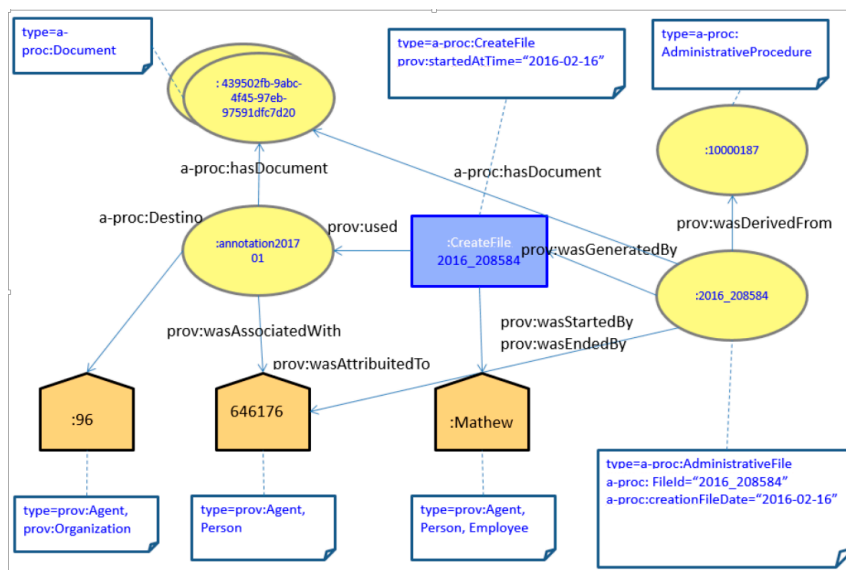 type=a-
proc:Document
type=a-proc:CreateFile
prov:startedAtTime="2016-02-16"
type=a-proc:
AdministrativeProcedure
: 439502fb-9abc-
4f45-97eb-
97591dfc7d20
:10000187
a-proc:hasDocument
a-proc:hasDocument
a-proc:Destino
prov:used
prov:wasDerivedFrom
:annotation2017
01
:CreateFile
2016_208584
prov:wasGeneratedBy
:2016_208584
prov:wasAssociatedWith
prov:wasStartedBy
prov:wasEndedBy
prov:wasAttribuitedTo
:96
646176
:Mathew
type=a-proc:AdministrativeFile
a-proc: FileId="2016_208584"
a-proc:creationFileDate="2016-02-16"
type=prov:Agent,
prov:Organization
type=prov:Agent,
Person
type=prov:Agent,
Person, Employee